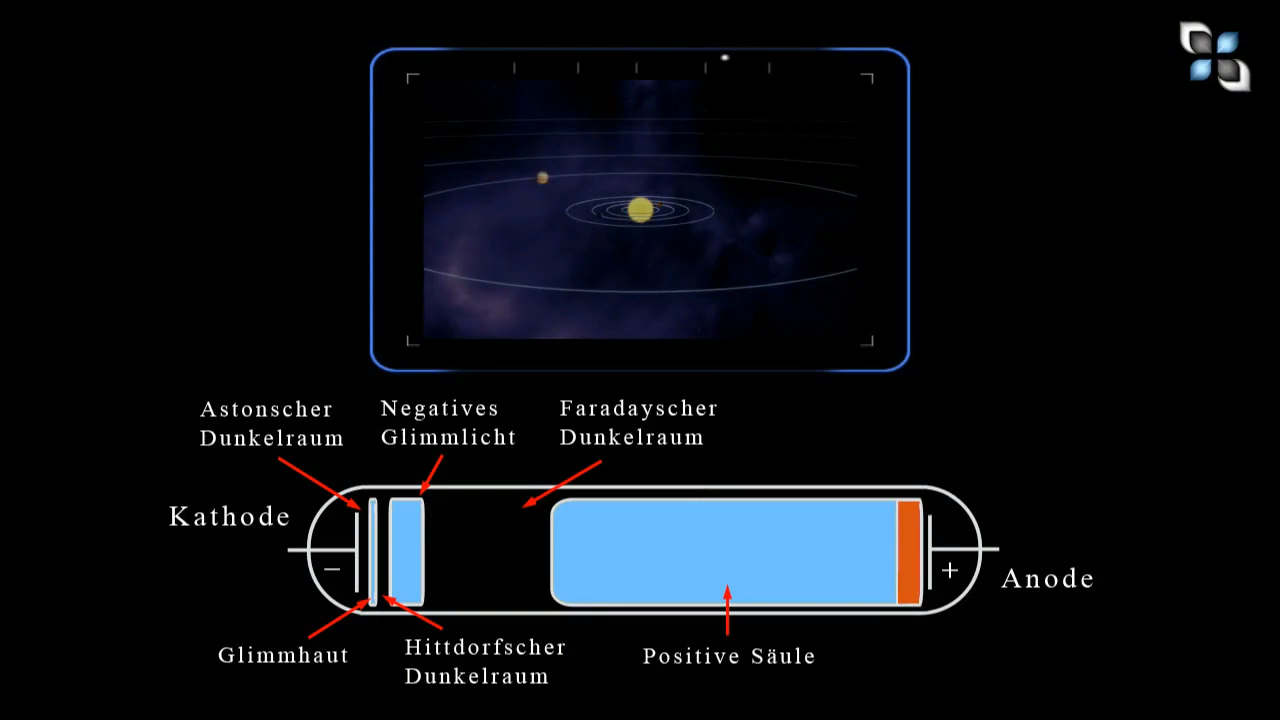 Astonscher
Dunkelraum
Negatives
Glimmlicht
Faradayscher
Dunkelraum
Kathode
−
+
Anode
Glimmhaut
Hittdorfscher
Dunkelraum
Positive Säule